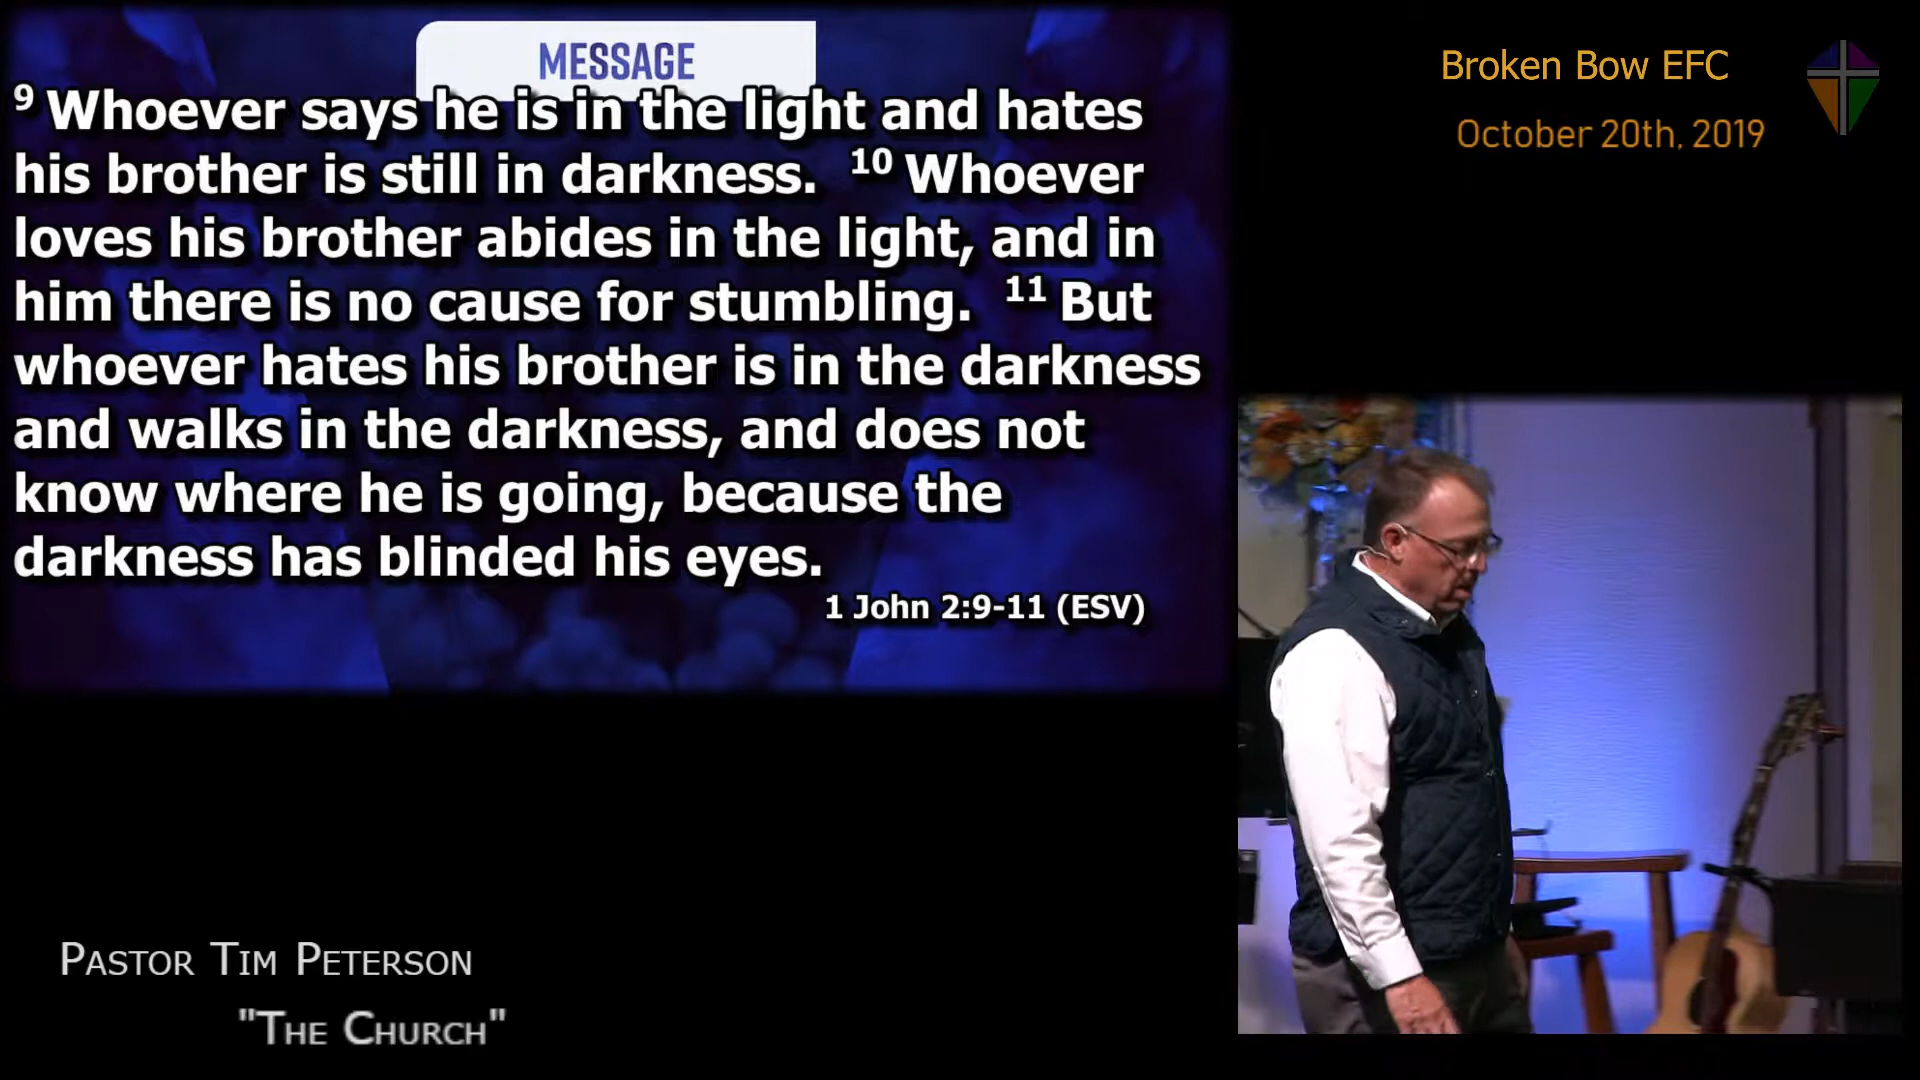 MESSAGE
9 Whoever says he is in the light and hates
his brother is still in darkness. 10 Whoever
loves his brother abides in the light, and in
him there is no cause for stumbling. 11 But
whoever hates his brother is in the darkness
and walks in the darkness, and does not
know where he is going, because the
darkness has blinded his eyes.
1 John 2:9-11 (ESV)
Broken Bow EFC
October 20th, 2019
Pastor Tim Peterson
"The Church"